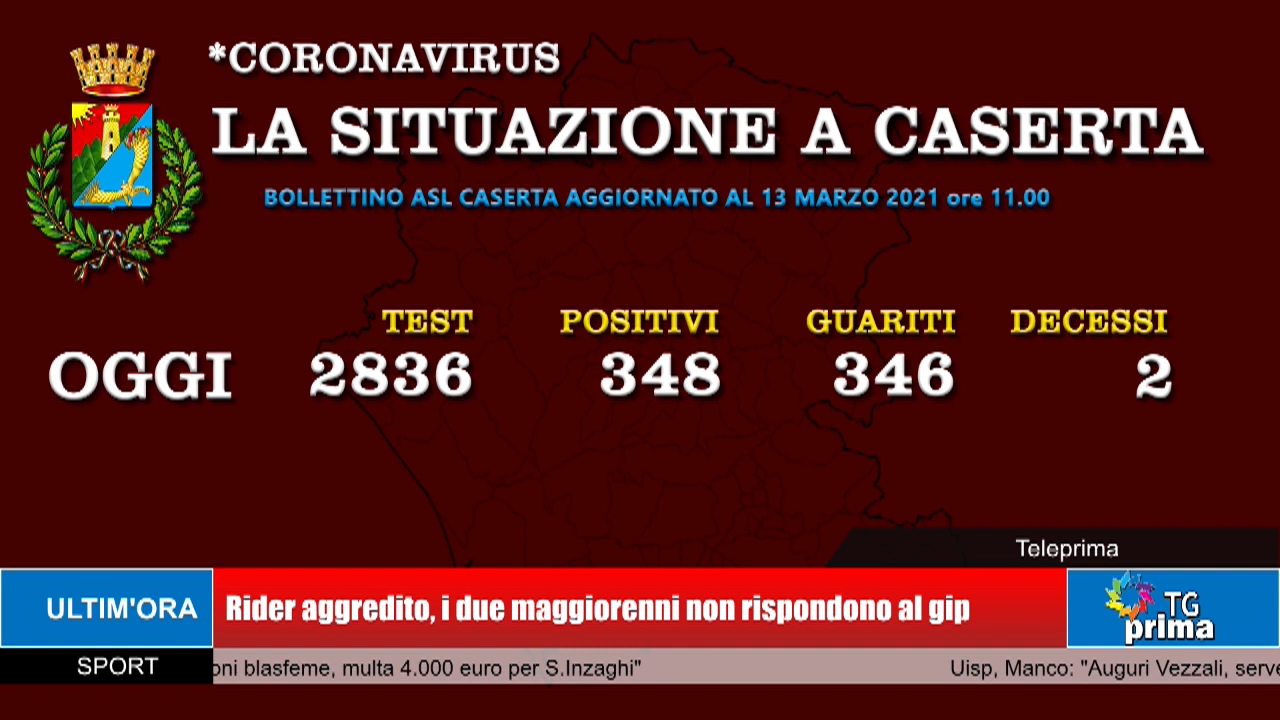 *CORONAVIRUS
LA SITUAZIONE A CASERTA
BOLLETTINO ASL CASERTA AGGIORNATO AL 13 MARZO 2021 ore 11.00
TEST POSITIVI GUARITI DECESSI
OGGI 2836 348 346 2
Teleprima
ULTIM'ORA Rider aggredito, i due maggiorenni non rispondono al gip
TG
prima
SPORT oni blasfeme, multa 4.000 euro per S.Inzaghi" Uisp, Manco: "Auguri Vezzali, serve